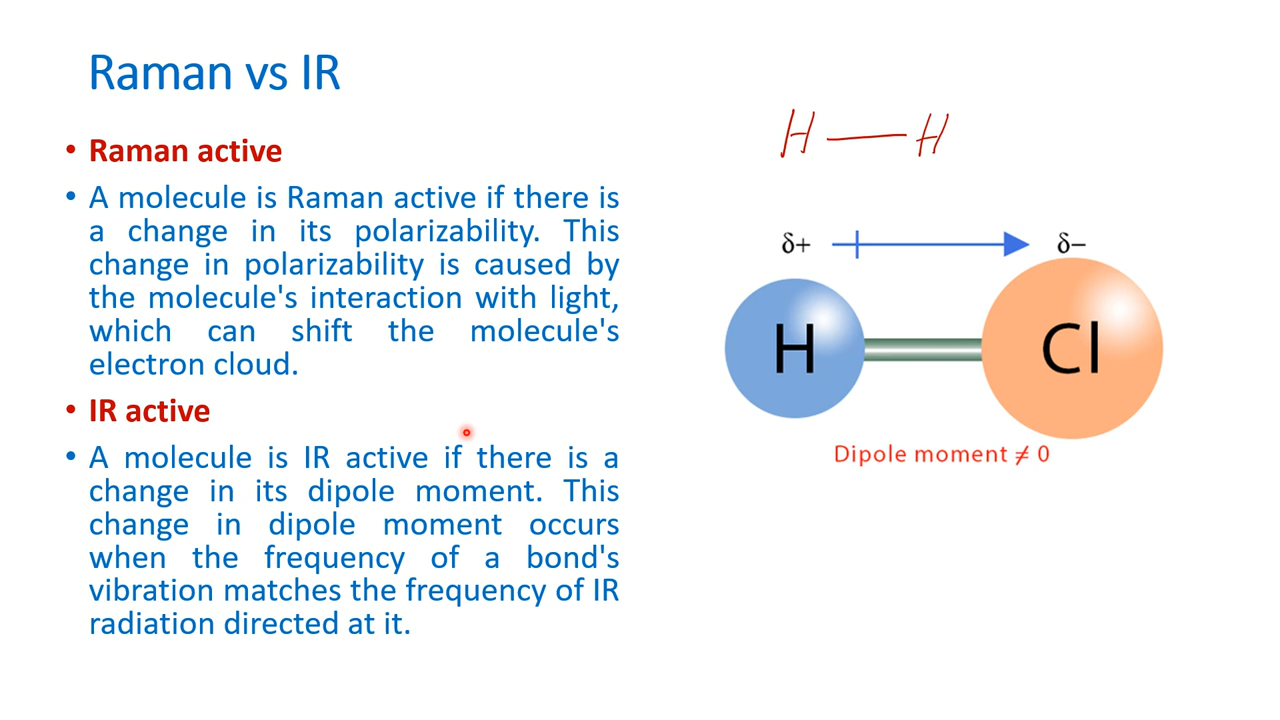 Raman vs IR
• Raman active
• A molecule is Raman active if there is
a change in its polarizability. This
change in polarizability is caused by
the molecule's interaction with light,
which can shift the molecule's
electron cloud.
• IR active
• A molecule is IR active if there is a
change in its dipole moment. This
change in dipole moment occurs
when the frequency of a bond's
vibration matches the frequency of IR
radiation directed at it.
H — H
δ+ δ−
H Cl
Dipole moment ≠ 0